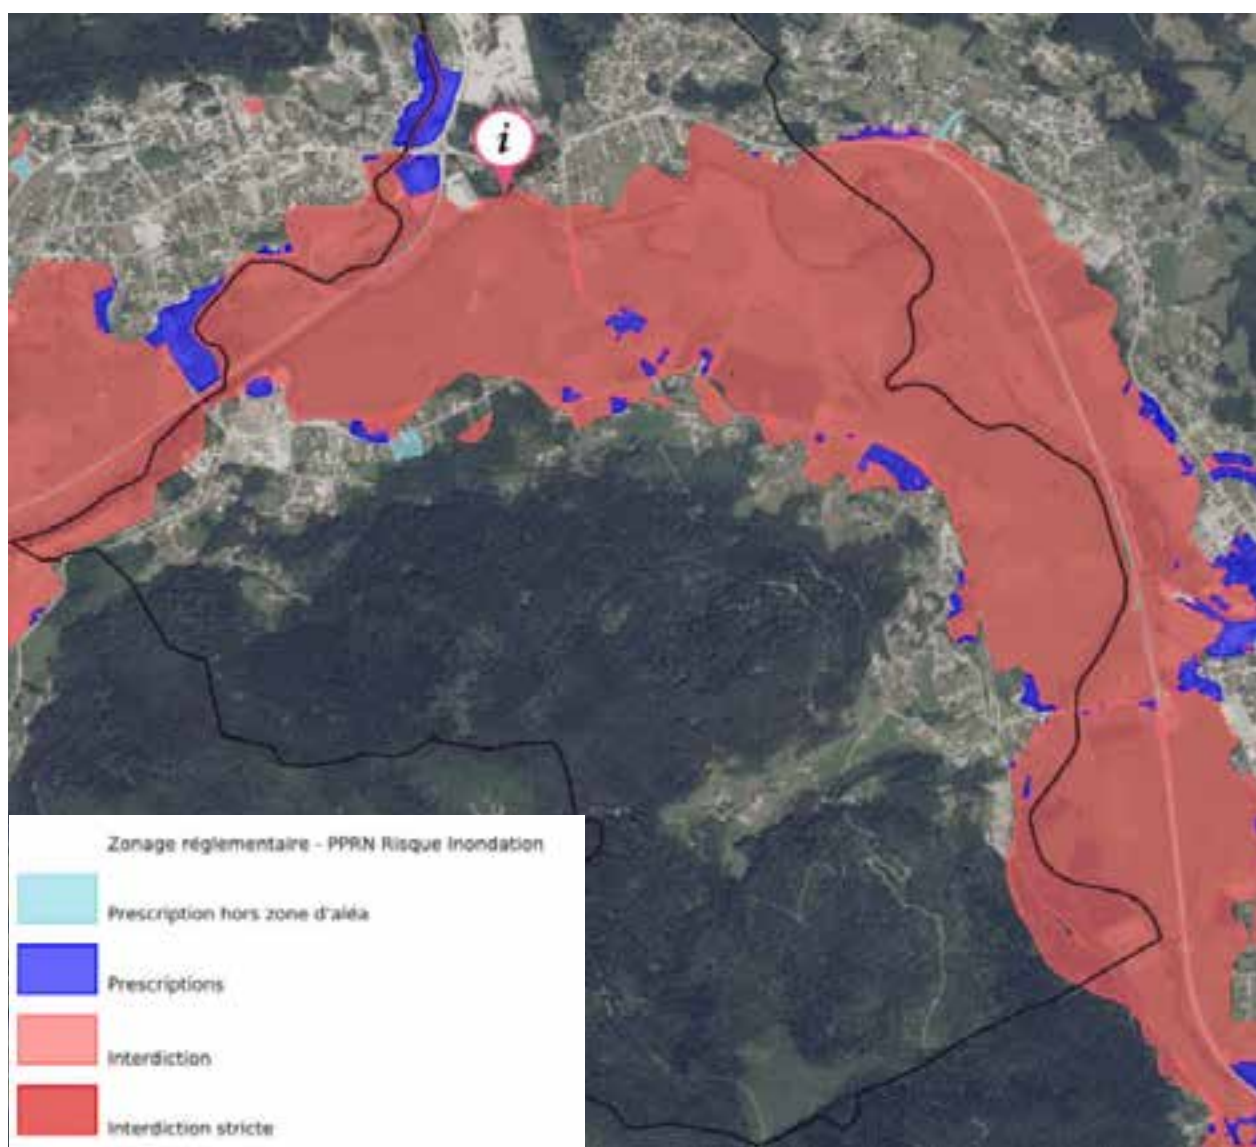 i
Zonage réglementaire - PPRN Risque Inondation
Prescription hors zone d'aléa
Prescriptions
Interdiction
Interdiction stricte